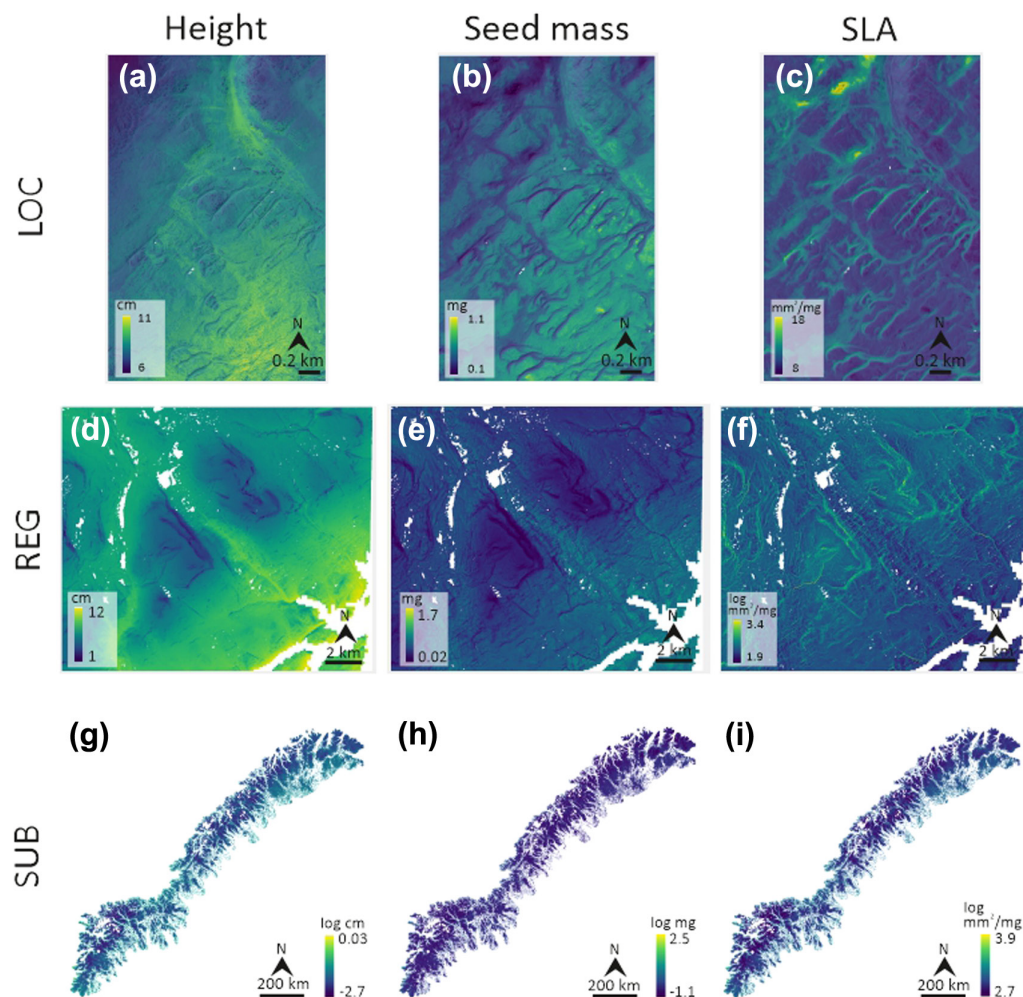 Height Seed mass SLA
LOC
(a) (b) (c)
cm
11
6
N
0.2 km
mg
1.1
0.1
N
0.2 km
mm²/mg
18
8
N
0.2 km
REG
(d) (e) (f)
cm
12
1
N
2 km
mg
1.7
0.02
N
2 km
log
mm²/mg
3.4
1.9
N
2 km
SUB
(g) (h) (i)
N
200 km
log cm
0.03
-2.7
N
200 km
log mg
2.5
-1.1
N
200 km
log
mm²/mg
3.9
2.7